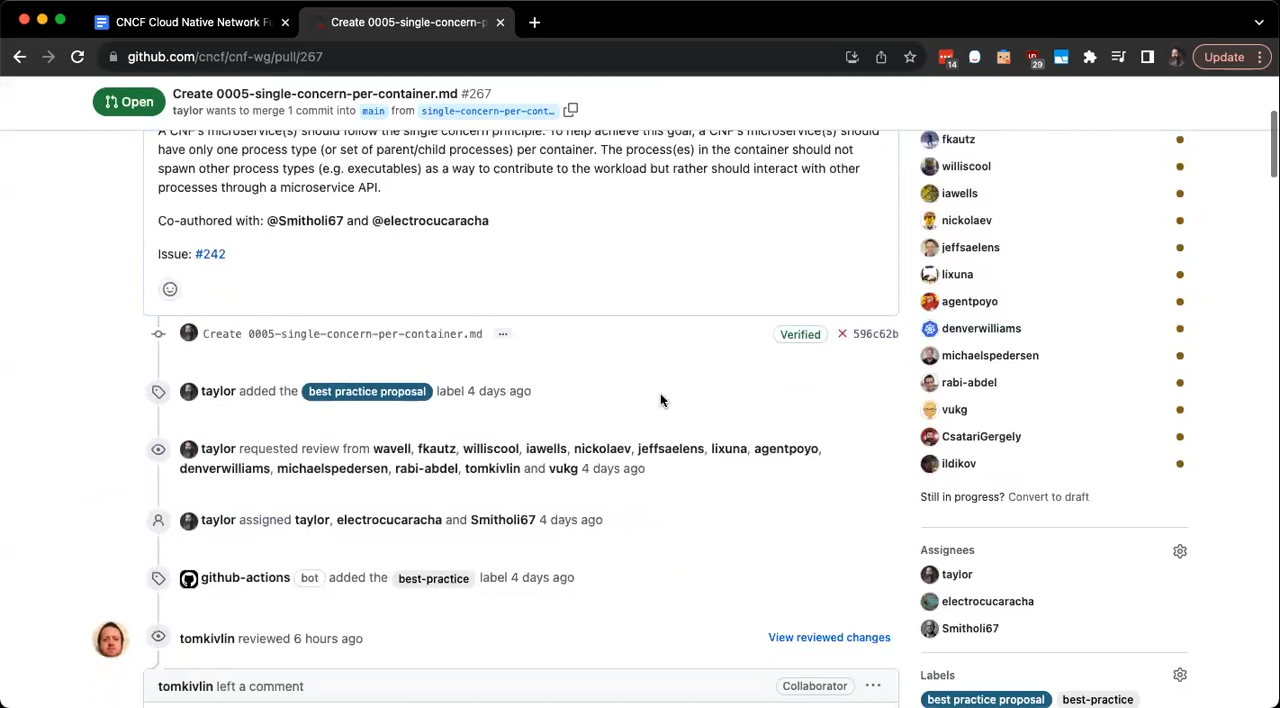 CNCF Cloud Native Network Fu
Create 0005-single-concern-p
github.com/cncf/cnf-wg/pull/267
14
29
Update
Open
Create 0005-single-concern-per-container.md #267
taylor wants to merge 1 commit into main from single-concern-per-cont…
A CNF's microservice(s) should follow the single concern principle. To help achieve this goal, a CNF's microservice(s) should
have only one process type (or set of parent/child processes) per container. The process(es) in the container should not
spawn other process types (e.g. executables) as a way to contribute to the workload but rather should interact with other
processes through a microservice API.
Co-authored with: @Smitholi67 and @electrocucaracha
Issue: #242
Create 0005-single-concern-per-container.md …
Verified
596c62b
taylor added the best practice proposal label 4 days ago
taylor requested review from wavell, fkautz, williscool, iawells, nickolaev, jeffsaelens, lixuna, agentpoyo,
denverwilliams, michaelspedersen, rabi-abdel, tomkivlin and vukg 4 days ago
taylor assigned taylor, electrocucaracha and Smitholi67 4 days ago
github-actions bot added the best-practice label 4 days ago
tomkivlin reviewed 6 hours ago
View reviewed changes
tomkivlin left a comment
Collaborator
fkautz
williscool
iawells
nickolaev
jeffsaelens
lixuna
agentpoyo
denverwilliams
michaelspedersen
rabi-abdel
vukg
CsatariGergely
ildikov
Still in progress? Convert to draft
Assignees
taylor
electrocucaracha
Smitholi67
Labels
best practice proposal
best-practice